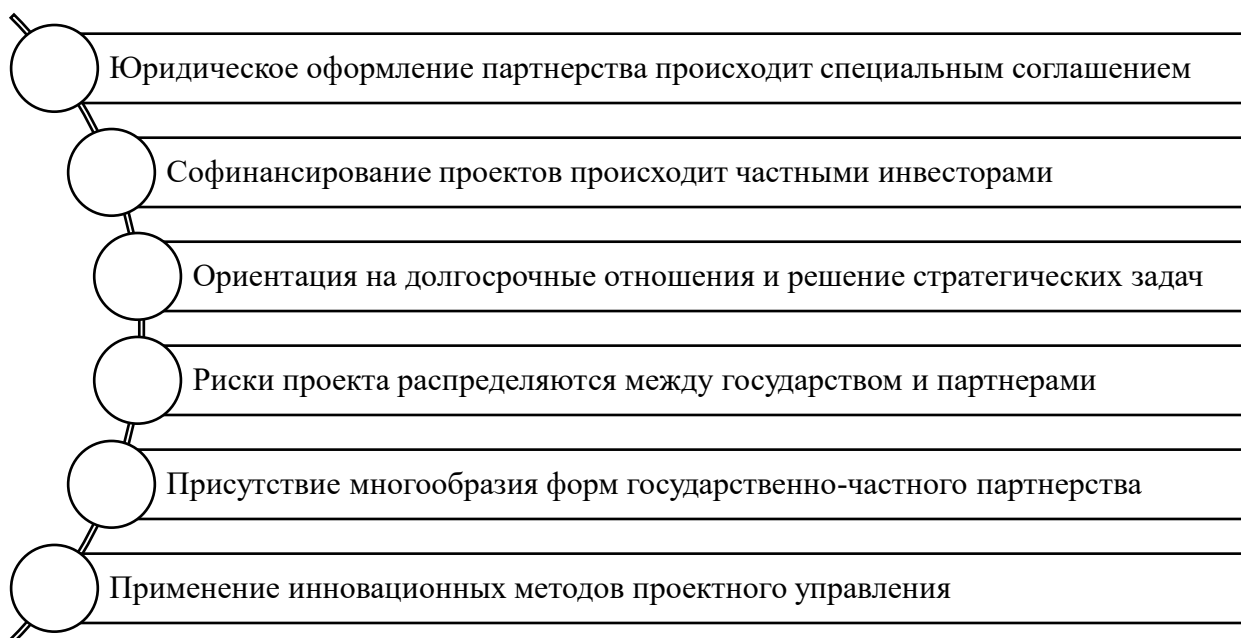 Юридическое оформление партнерства происходит специальным соглашением
Софинансирование проектов происходит частными инвесторами
Ориентация на долгосрочные отношения и решение стратегических задач
Риски проекта распределяются между государством и партнерами
Присутствие многообразия форм государственно-частного партнерства
Применение инновационных методов проектного управления